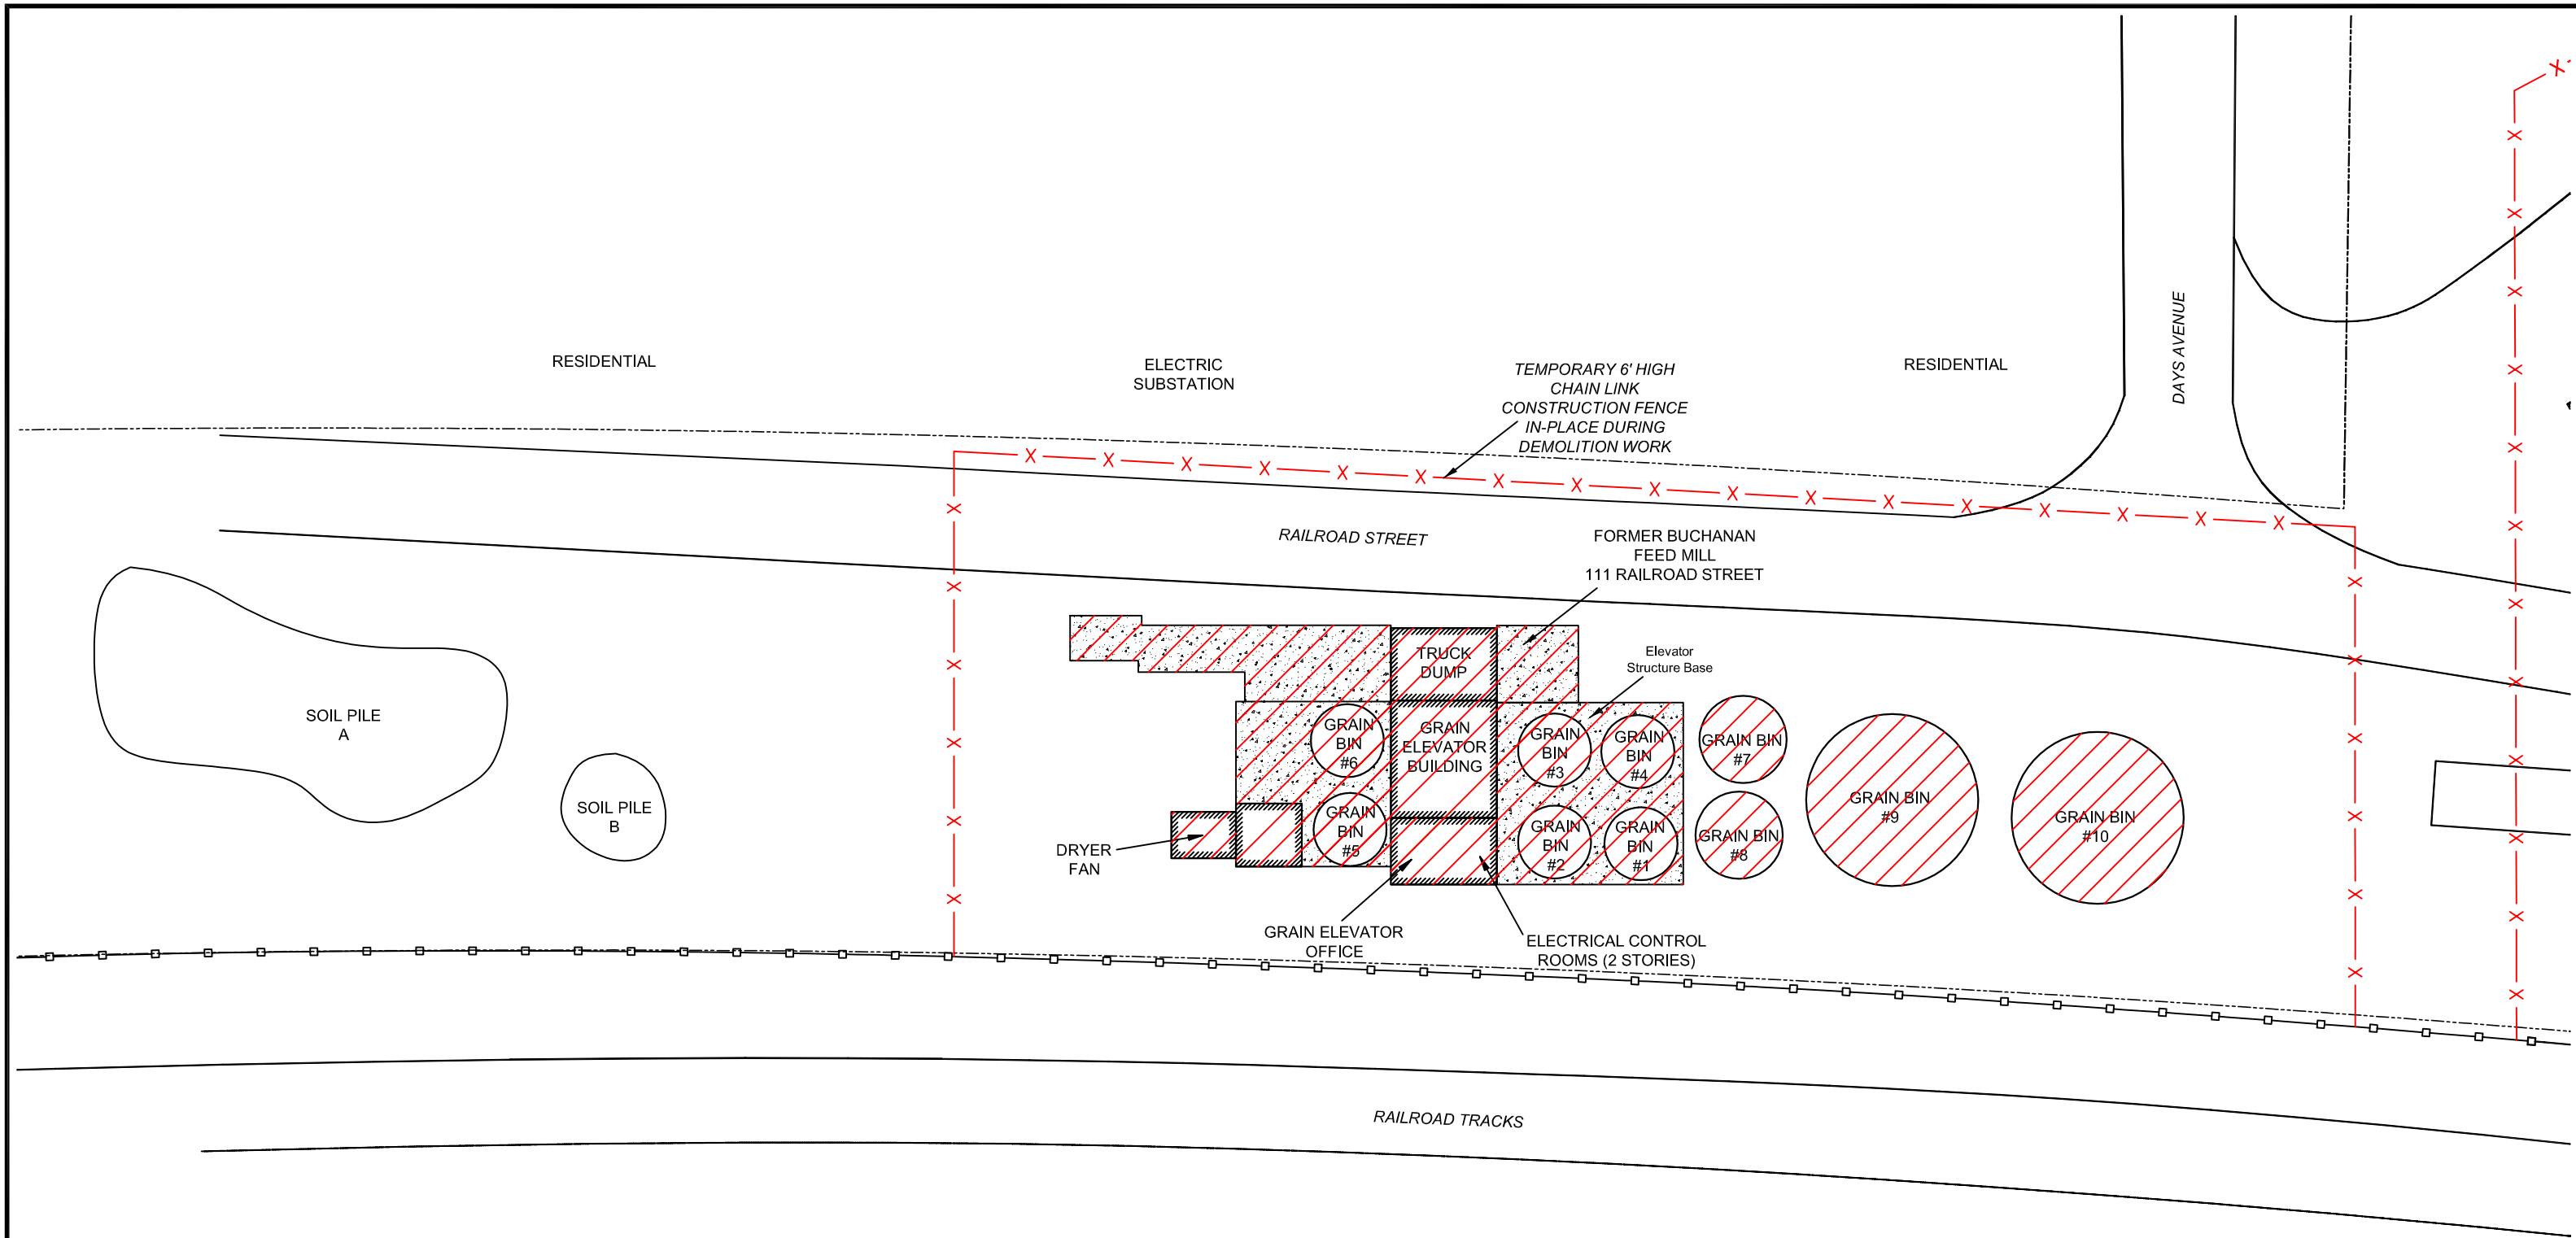 RESIDENTIAL
ELECTRIC
SUBSTATION
TEMPORARY 6' HIGH
CHAIN LINK
CONSTRUCTION FENCE
IN-PLACE DURING
DEMOLITION WORK
RESIDENTIAL
DAYS AVENUE
RAILROAD STREET
FORMER BUCHANAN
FEED MILL
111 RAILROAD STREET
Elevator
Structure Base
TRUCK
DUMP
SOIL PILE
A
SOIL PILE
B
GRAIN
BIN
#6
GRAIN
ELEVATOR
BUILDING
GRAIN
BIN
#3
GRAIN
BIN
#4
GRAIN BIN
#7
GRAIN BIN
#9
GRAIN BIN
#10
GRAIN
BIN
#5
GRAIN
BIN
#2
GRAIN
BIN
#1
GRAIN BIN
#8
DRYER
FAN
GRAIN ELEVATOR
OFFICE
ELECTRICAL CONTROL
ROOMS (2 STORIES)
RAILROAD TRACKS